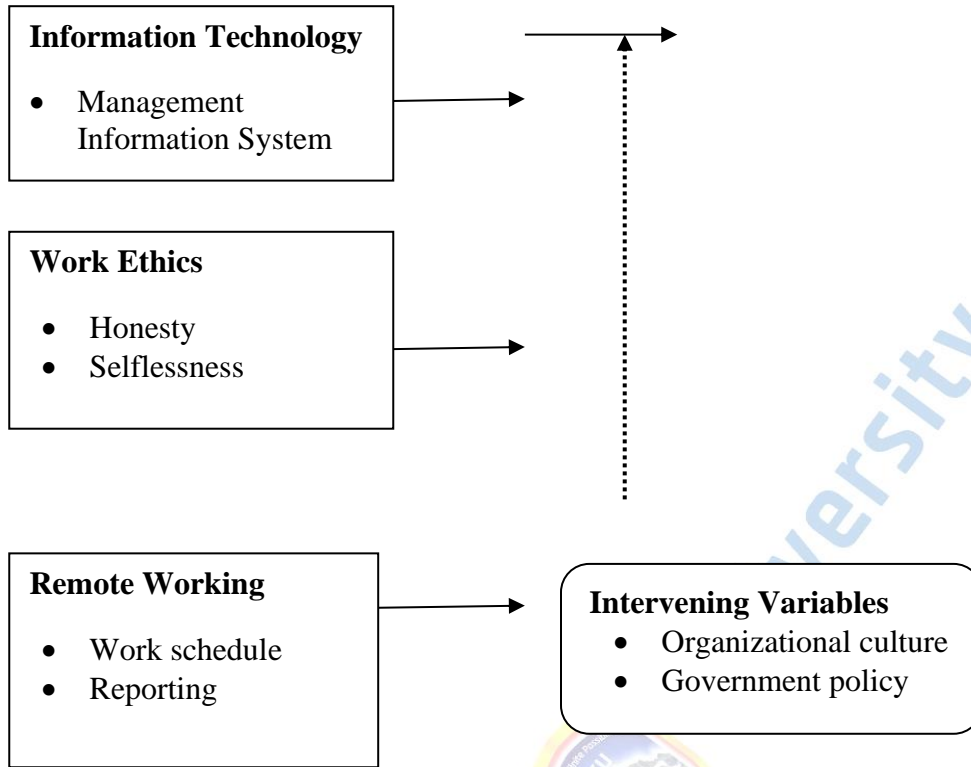 Information Technology
• Management
Information System
Work Ethics
• Honesty
• Selflessness
Remote Working
• Work schedule
• Reporting
Intervening Variables
• Organizational culture
• Government policy